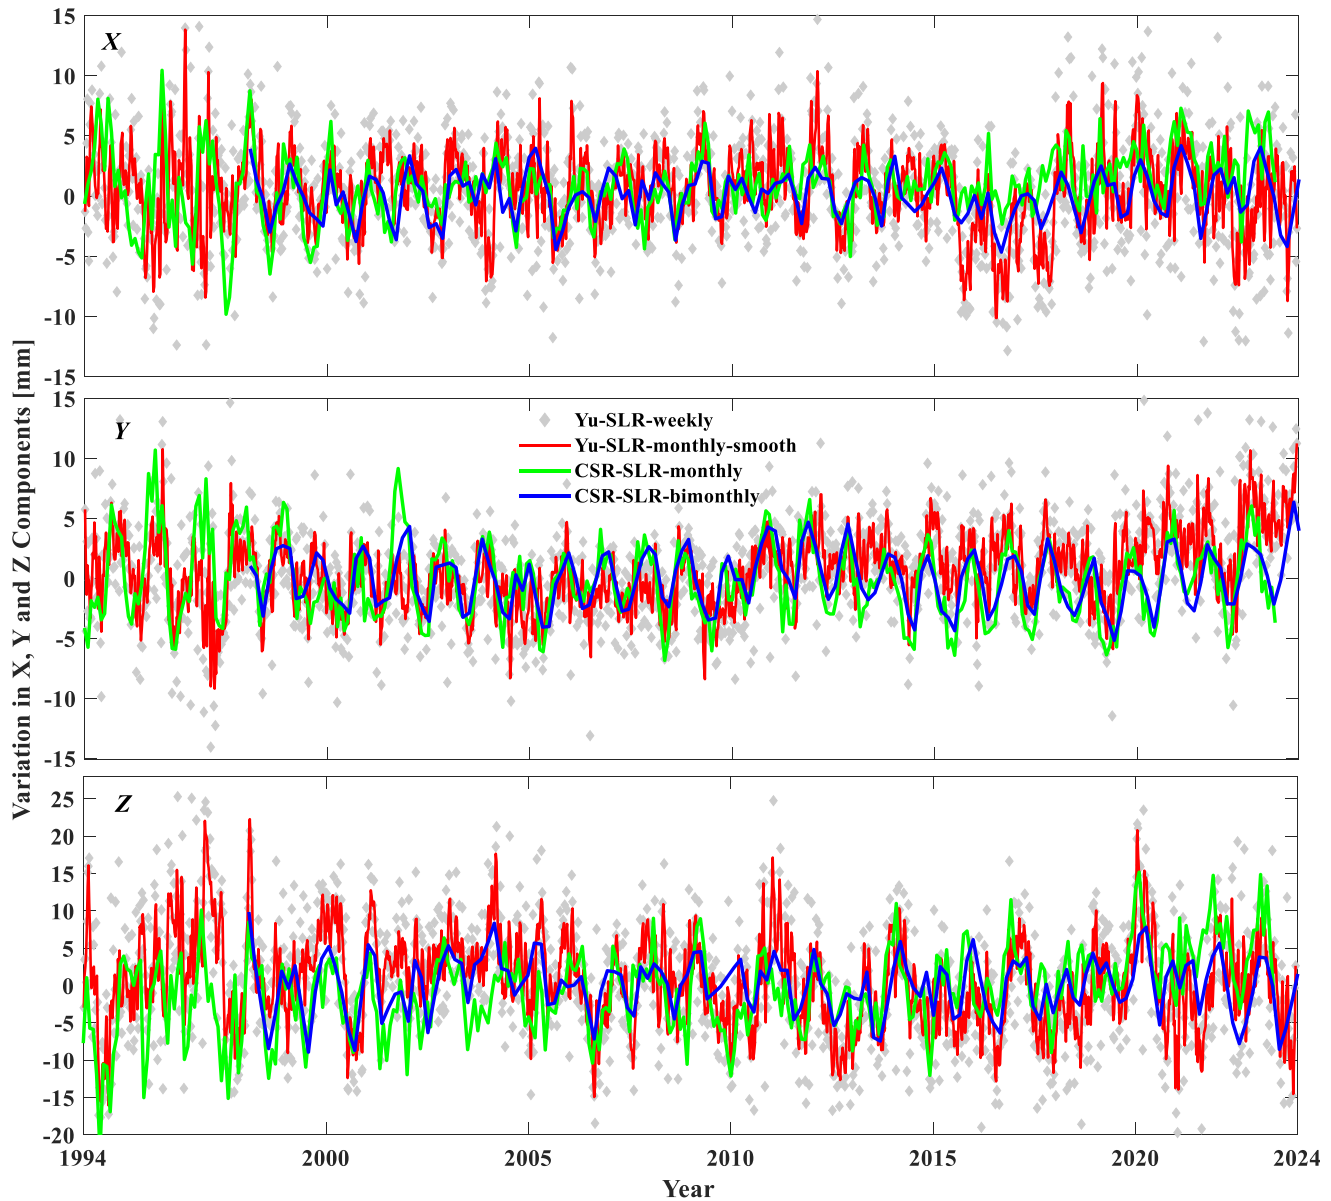 Variation in X, Y and Z Components [mm]
X
15
10
5
0
-5
-10
-15
Y
15
10
5
0
-5
-10
-15
Yu-SLR-weekly
Yu-SLR-monthly-smooth
CSR-SLR-monthly
CSR-SLR-bimonthly
Z
25
20
15
10
5
0
-5
-10
-15
-20
1994 2000 2005 2010 2015 2020 2024
Year